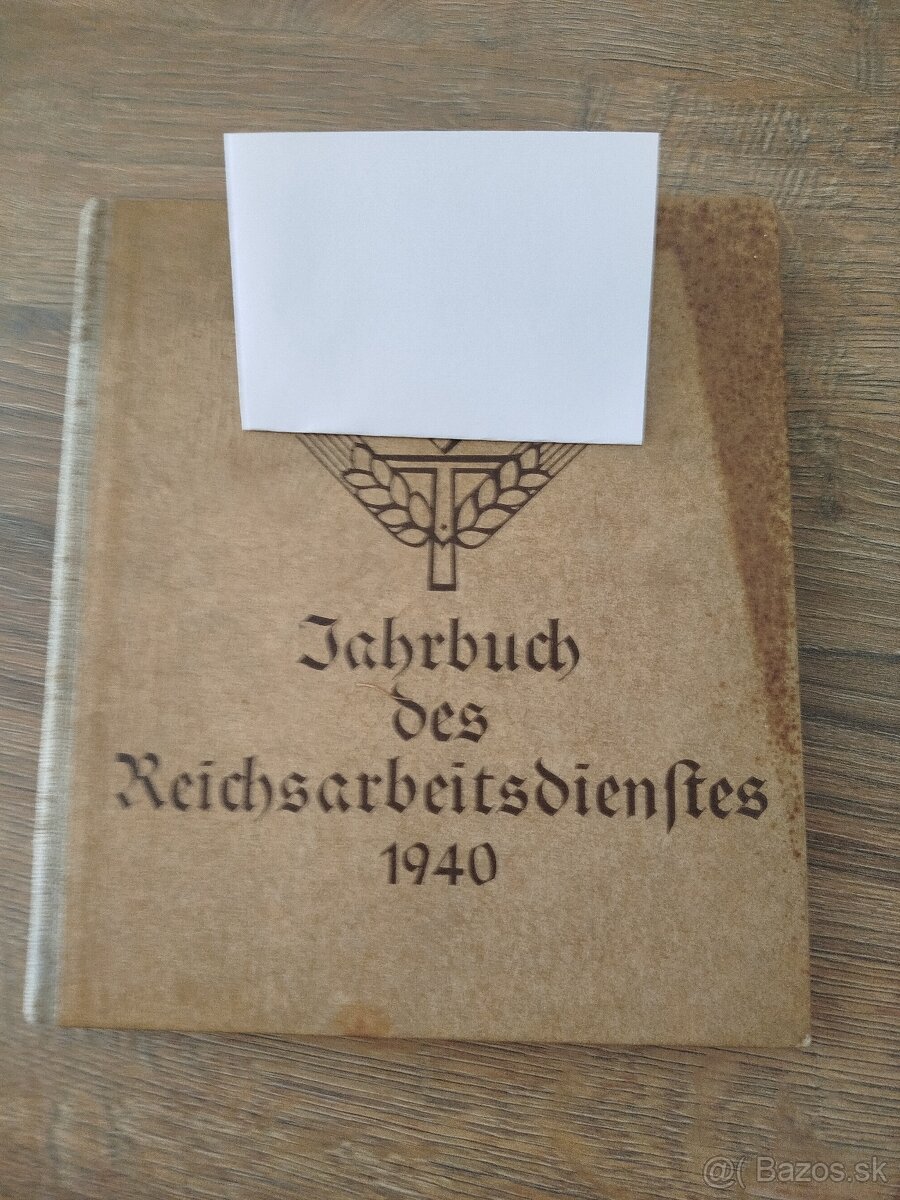 Jahrbuch
des
Reichsarbeitsdienſtes
1940
@( Bazos.sk